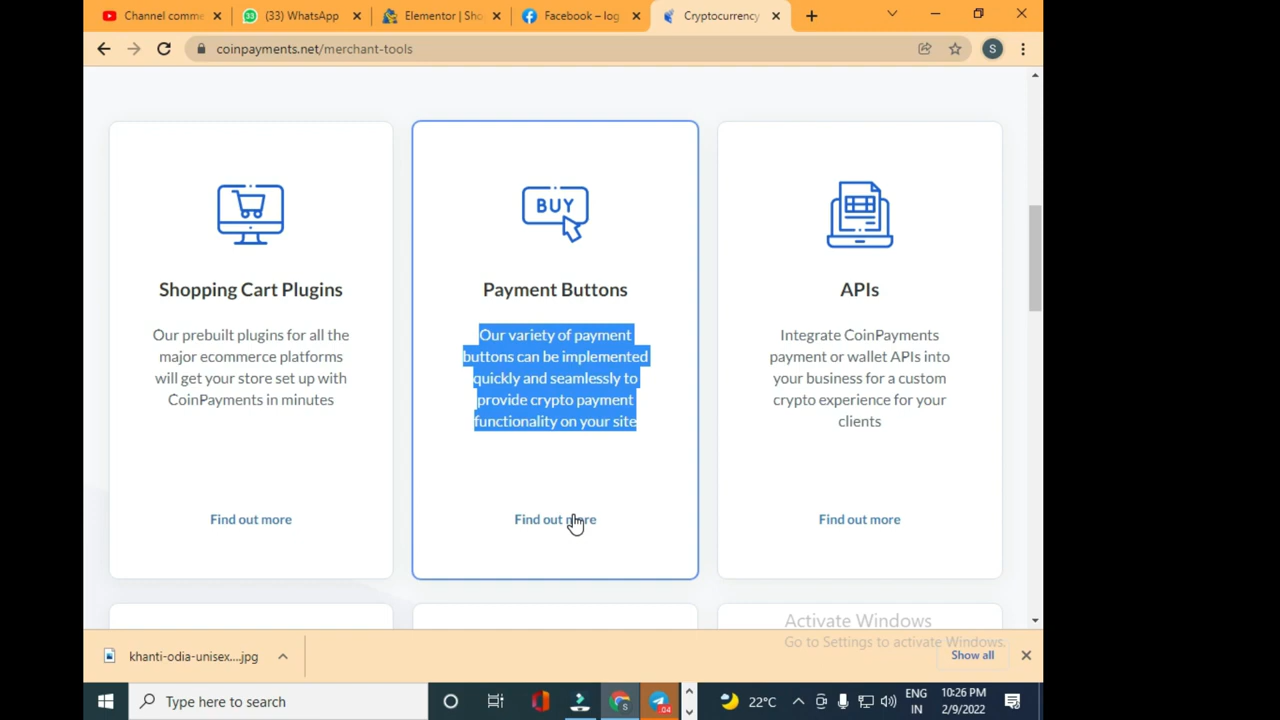 Channel comme
(33) WhatsApp
Elementor | Sho
Facebook – log
Cryptocurrency
coinpayments.net/merchant-tools
S
BUY
Shopping Cart Plugins
Our prebuilt plugins for all the
major ecommerce platforms
will get your store set up with
CoinPayments in minutes
Find out more
Payment Buttons
Our variety of payment
buttons can be implemented
quickly and seamlessly to
provide crypto payment
functionality on your site
Find out more
APIs
Integrate CoinPayments
payment or wallet APIs into
your business for a custom
crypto experience for your
clients
Find out more
Activate Windows
Go to Settings to activate Windows.
khanti-odia-unisex....jpg
Show all
Type here to search
22°C
ENG
IN
10:26 PM
2/9/2022